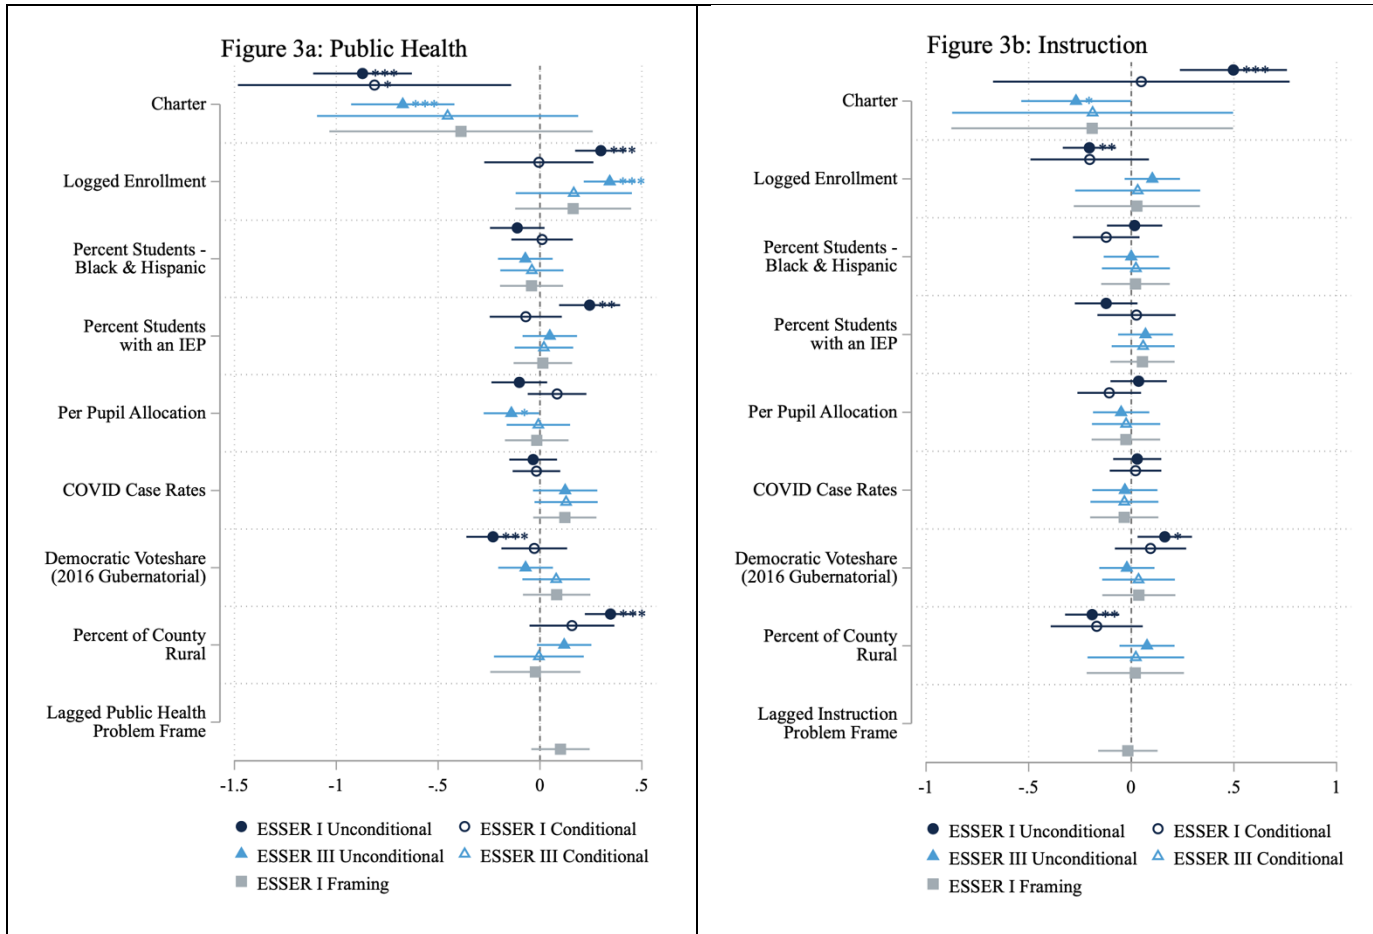 Figure 3a: Public Health
***
*
Charter
***
***
Logged Enrollment
***
Percent Students -
Black & Hispanic
**
Percent Students
with an IEP
Per Pupil Allocation
*
COVID Case Rates
***
Democratic Voteshare
(2016 Gubernatorial)
***
Percent of County
Rural
Lagged Public Health
Problem Frame
-1.5 -1 -.5 0 .5
ESSER I Unconditional ESSER I Conditional
ESSER III Unconditional ESSER III Conditional
ESSER I Framing
Figure 3b: Instruction
***
Charter
*
**
Logged Enrollment
Percent Students -
Black & Hispanic
Percent Students
with an IEP
Per Pupil Allocation
COVID Case Rates
*
Democratic Voteshare
(2016 Gubernatorial)
**
Percent of County
Rural
Lagged Instruction
Problem Frame
-1 -.5 0 .5 1
ESSER I Unconditional ESSER I Conditional
ESSER III Unconditional ESSER III Conditional
ESSER I Framing